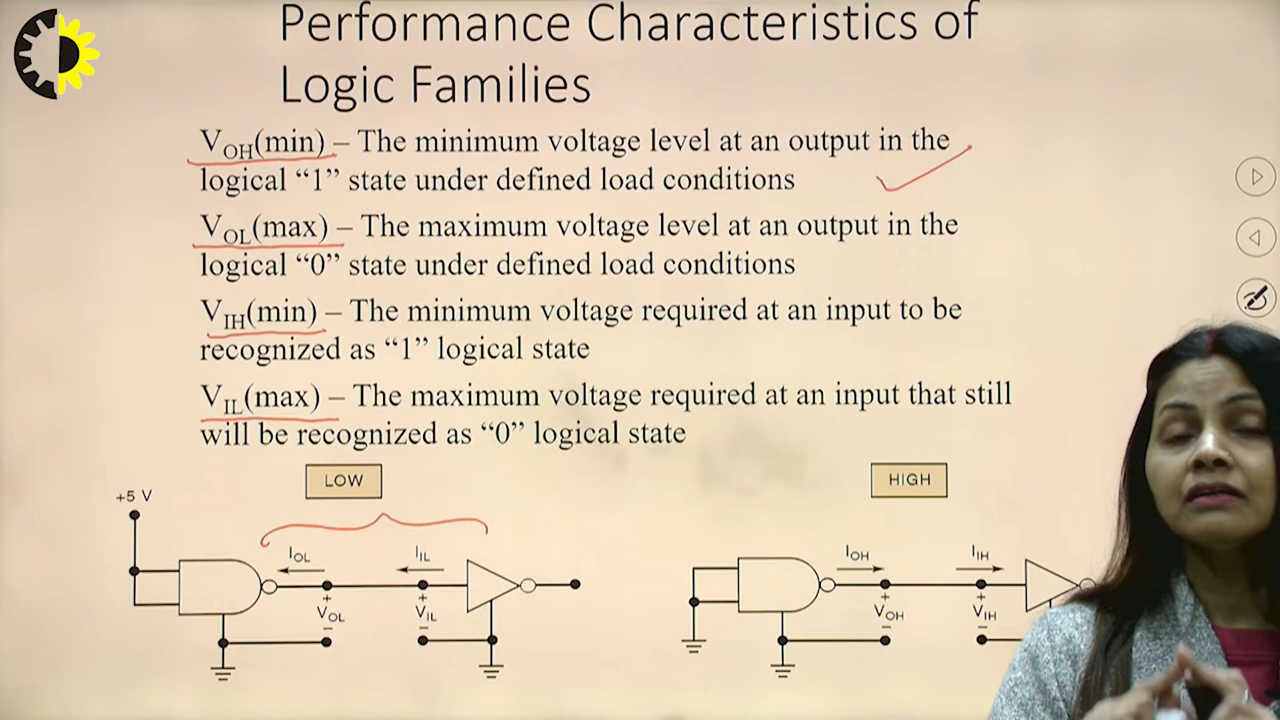 Performance Characteristics of
Logic Families
VOH(min) – The minimum voltage level at an output in the
logical “1” state under defined load conditions
VOL(max) – The maximum voltage level at an output in the
logical “0” state under defined load conditions
VIH(min) – The minimum voltage required at an input to be
recognized as “1” logical state
VIL(max) – The maximum voltage required at an input that still
will be recognized as “0” logical state
LOW
HIGH
+5 V
IOL
IIL
IOH
IIH
+
+
+
+
VOL
VIL
VOH
VIH
–
–
–
–